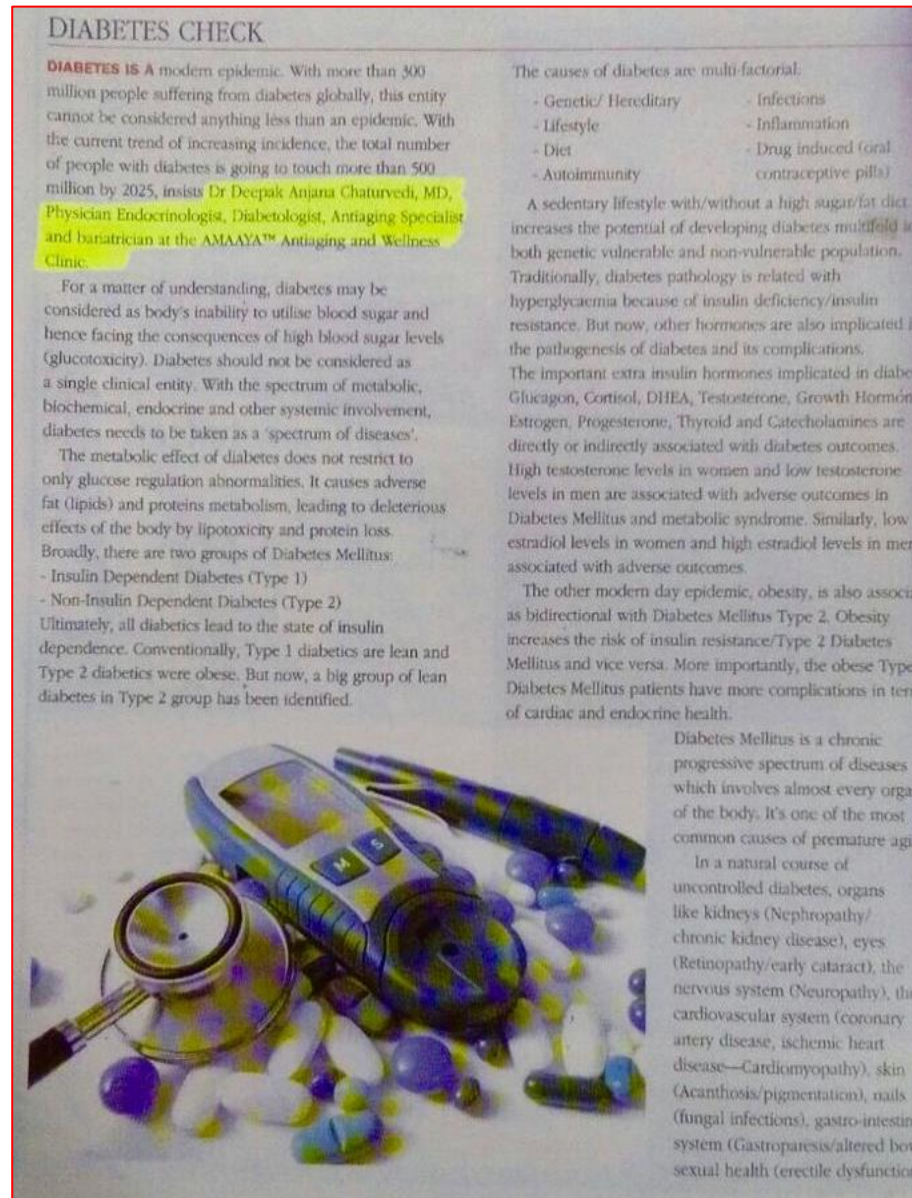 DIABETES CHECK
DIABETES IS A modern epidemic. With more than 300
million people suffering from diabetes globally, this entity
cannot be considered anything less than an epidemic. With
the current trend of increasing incidence, the total number
of people with diabetes is going to touch more than 500
million by 2025, insists Dr Deepak Anjana Chaturvedi, MD,
Physician Endocrinologist, Diabetologist, Antiaging Specialist
and bariatrician at the AMAAYA™ Antiaging and Wellness
Clinic.
For a matter of understanding, diabetes may be
considered as body's inability to utilise blood sugar and
hence facing the consequences of high blood sugar levels
(glucotoxicity). Diabetes should not be considered as
a single clinical entity. With the spectrum of metabolic,
biochemical, endocrine and other systemic involvement,
diabetes needs to be taken as a 'spectrum of diseases'.
The metabolic effect of diabetes does not restrict to
only glucose regulation abnormalities. It causes adverse
fat (lipids) and proteins metabolism, leading to deleterious
effects of the body by lipotoxicity and protein loss.
Broadly, there are two groups of Diabetes Mellitus:
- Insulin Dependent Diabetes (Type 1)
- Non-Insulin Dependent Diabetes (Type 2)
Ultimately, all diabetics lead to the state of insulin
dependence. Conventionally, Type 1 diabetics are lean and
Type 2 diabetics were obese. But now, a big group of lean
diabetes in Type 2 group has been identified.
M S
The causes of diabetes are multi-factorial:
- Genetic/ Hereditary
- Lifestyle
- Diet
- Autoimmunity
- Infections
- Inflammation
- Drug induced (oral
contraceptive pills)
A sedentary lifestyle with/without a high sugar/fat diet
increases the potential of developing diabetes multifold
both genetic vulnerable and non-vulnerable population.
Traditionally, diabetes pathology is related with
hyperglycaemia because of insulin deficiency/insulin
resistance. But now, other hormones are also implicated
the pathogenesis of diabetes and its complications.
The important extra insulin hormones implicated in diabe
Glucagon, Cortisol, DHEA, Testosterone, Growth Hormon
Estrogen, Progesterone, Thyroid and Catecholamines are
directly or indirectly associated with diabetes outcomes.
High testosterone levels in women and low testosterone
levels in men are associated with adverse outcomes in
Diabetes Mellitus and metabolic syndrome. Similarly, low
estradiol levels in women and high estradiol levels in men
associated with adverse outcomes.
The other modern day epidemic, obesity, is also associa
as bidirectional with Diabetes Mellitus Type 2. Obesity
increases the risk of insulin resistance/Type 2 Diabetes
Mellitus and vice versa. More importantly, the obese Type
Diabetes Mellitus patients have more complications in ter
of cardiac and endocrine health.
Diabetes Mellitus is a chronic
progressive spectrum of diseases
which involves almost every orga
of the body. It's one of the most
common causes of premature agi
In a natural course of
uncontrolled diabetes, organs
like kidneys (Nephropathy/
chronic kidney disease), eyes
(Retinopathy/early cataract), the
nervous system (Neuropathy), the
cardiovascular system (coronary
artery disease, ischemic heart
disease—Cardiomyopathy), skin
(Acanthosis/pigmentation), nails
(fungal infections), gastro-intestin
system (Gastroparesis/altered bow
sexual health (erectile dysfunctio